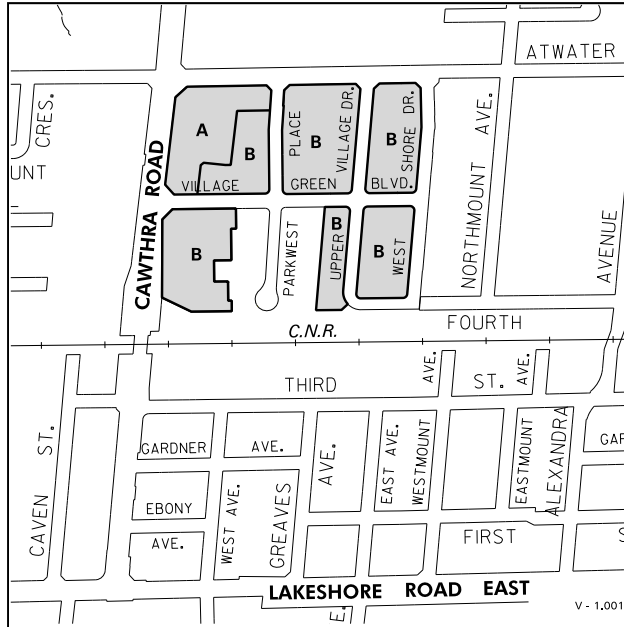 ATWATER
CRES.
UNT
CAWTHRA ROAD
A
B
VILLAGE
PLACE
B
GREEN
VILLAGE DR.
B
BLVD.
SHORE DR.
NORTHMOUNT AVE.
AVENUE
B
PARKWEST
B
UPPER
B
WEST
C.N.R.
FOURTH
THIRD
AVE.
ST.
AVE.
CAVEN ST.
GARDNER
AVE.
AVE.
EAST AVE.
WESTMOUNT
EASTMOUNT
ALEXANDRA
GAR
EBONY
AVE.
WEST AVE.
GREAVES
FIRST
S
LAKESHORE ROAD EAST
E.
V - 1.001